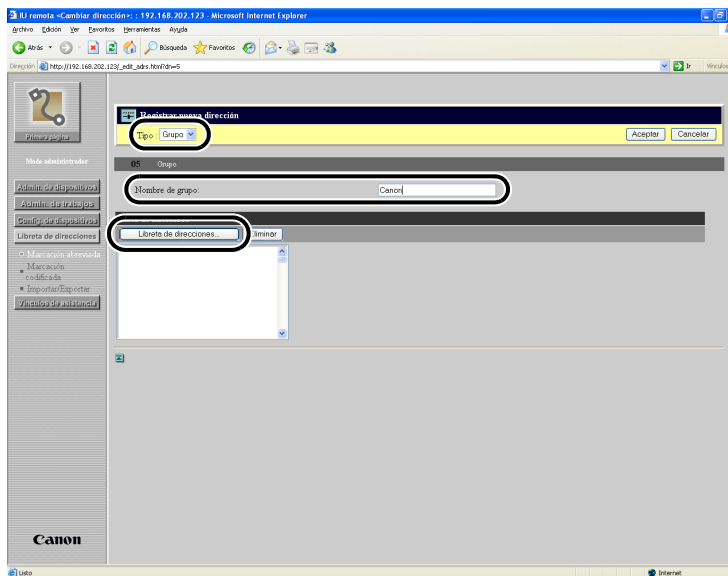 IU remota <Cambiar dirección>: : 192.168.202.123 - Microsoft Internet Explorer
Archivo Edición Ver Favoritos Herramientas Ayuda
Atrás Búsqueda Favoritos
Dirección http://192.168.202.123/_edit_adrs.html?dn=5 Ir Vínculos
Registrar nueva dirección
Tipo : Grupo Aceptar Cancelar
Primera página
Modo administrador
05 Grupo
Admin. de dispositivos
Nombre de grupo: Canon
Admin. de trabajos
Config. de dispositivos
Libreta de direcciones
Libreta de direcciones... Eliminar
Marcación abreviada
Marcación
codificada
Importar/Exportar
Vínculos de asistencia
Canon
Listo Internet